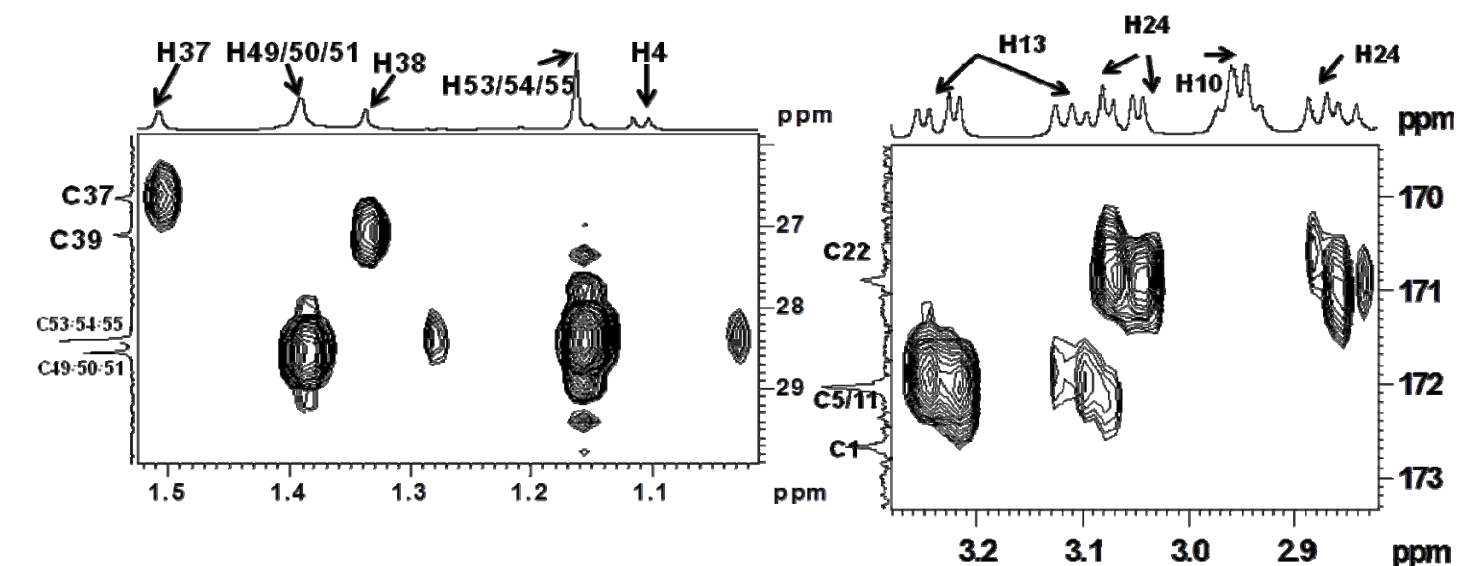 H37 H49/50/51
H38
H53/54/55
H4
ppm
C37
C39
C53:54:55
C49:50:51
27
28
29
1.5 1.4 1.3 1.2 1.1 ppm
H24
H13
H10
H24
ppm
C22
C5/11
C1
170
171
172
173
3.2 3.1 3.0 2.9 ppm